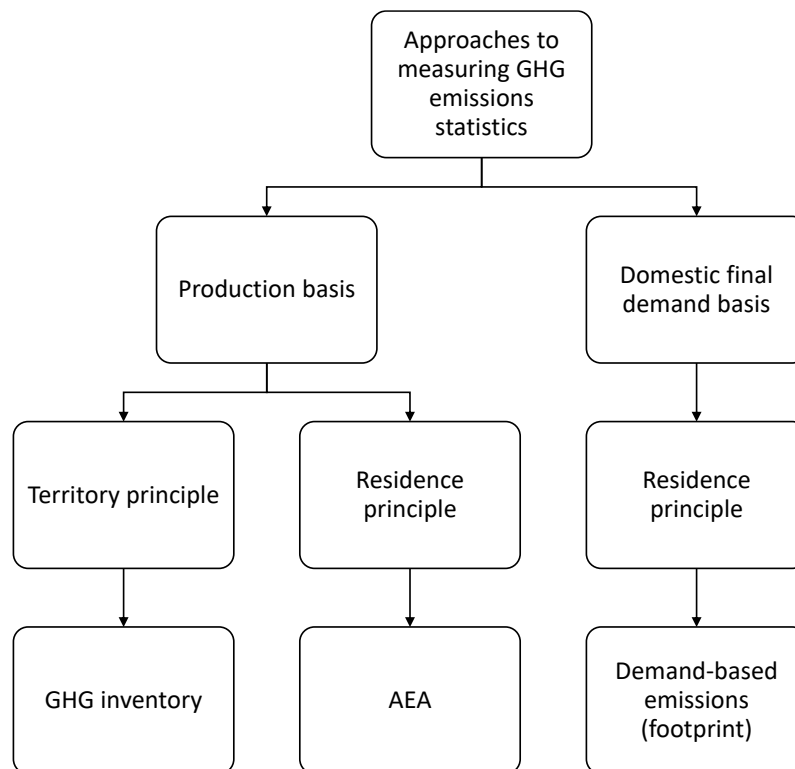 Approaches to
measuring GHG
emissions
statistics
Production basis
Domestic final
demand basis
Territory principle
Residence
principle
Residence
principle
GHG inventory
AEA
Demand-based
emissions
(footprint)